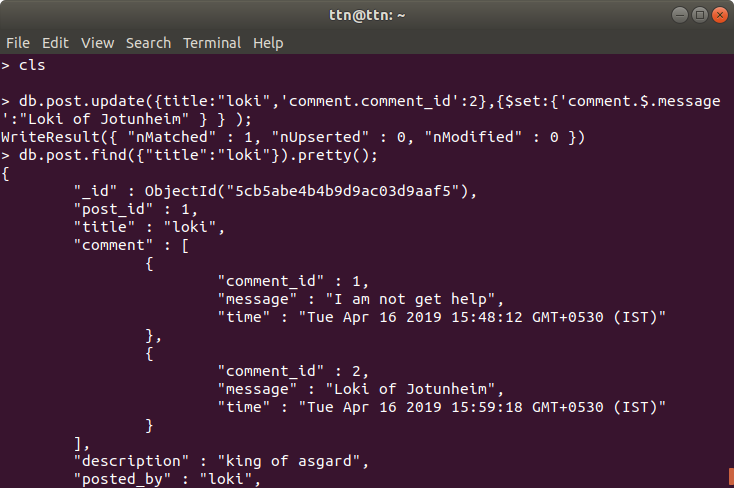 ttn@ttn: ~
File Edit View Search Terminal Help
> cls
> db.post.update({title:"loki",'comment.comment_id':2},{$set:{'comment.$.message
':"Loki of Jotunheim" } } );
WriteResult({ "nMatched" : 1, "nUpserted" : 0, "nModified" : 0 })
> db.post.find({"title":"loki"}).pretty();
{
        "_id" : ObjectId("5cb5abe4b4b9d9ac03d9aaf5"),
        "post_id" : 1,
        "title" : "loki",
        "comment" : [
                {
                        "comment_id" : 1,
                        "message" : "I am not get help",
                        "time" : "Tue Apr 16 2019 15:48:12 GMT+0530 (IST)"
                },
                {
                        "comment_id" : 2,
                        "message" : "Loki of Jotunheim",
                        "time" : "Tue Apr 16 2019 15:59:18 GMT+0530 (IST)"
                }
        ],
        "description" : "king of asgard",
        "posted_by" : "loki",